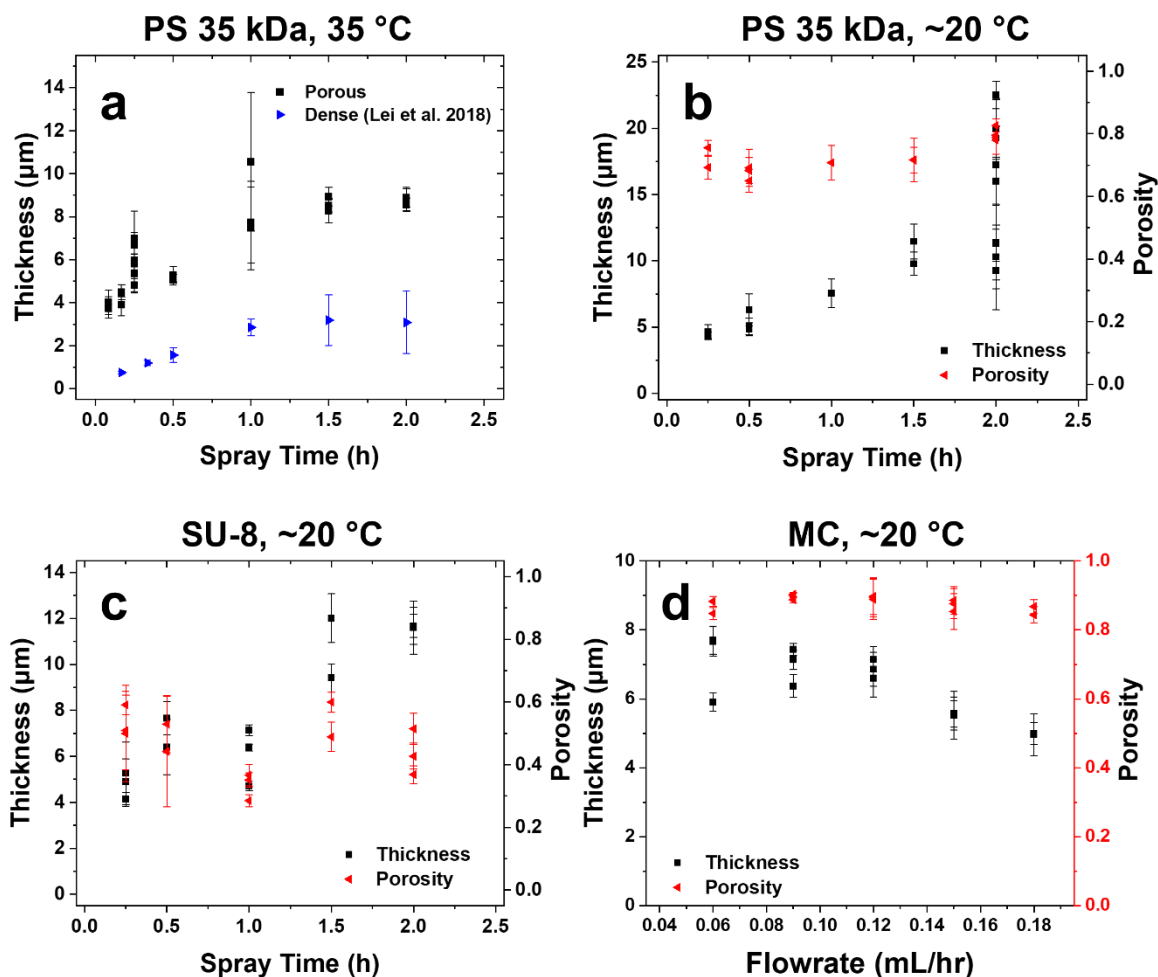 PS 35 kDa, 35 °C
a
Porous
Dense (Lei et al. 2018)
Thickness (µm)
14
12
10
8
6
4
2
0
0.0 0.5 1.0 1.5 2.0 2.5
Spray Time (h)
PS 35 kDa, ~20 °C
b
Thickness (µm)
25
20
15
10
5
0
1.0
0.8
0.6
0.4
0.2
0.0
Porosity
Thickness
Porosity
0.0 0.5 1.0 1.5 2.0 2.5
Spray Time (h)
SU-8, ~20 °C
c
Thickness (µm)
14
12
10
8
6
4
2
0
1.0
0.8
0.6
0.4
0.2
0.0
Porosity
Thickness
Porosity
0.0 0.5 1.0 1.5 2.0 2.5
Spray Time (h)
MC, ~20 °C
d
Thickness (µm)
10
8
6
4
2
0
1.0
0.8
0.6
0.4
0.2
0.0
Porosity
Thickness
Porosity
0.04 0.06 0.08 0.10 0.12 0.14 0.16 0.18
Flowrate (mL/hr)